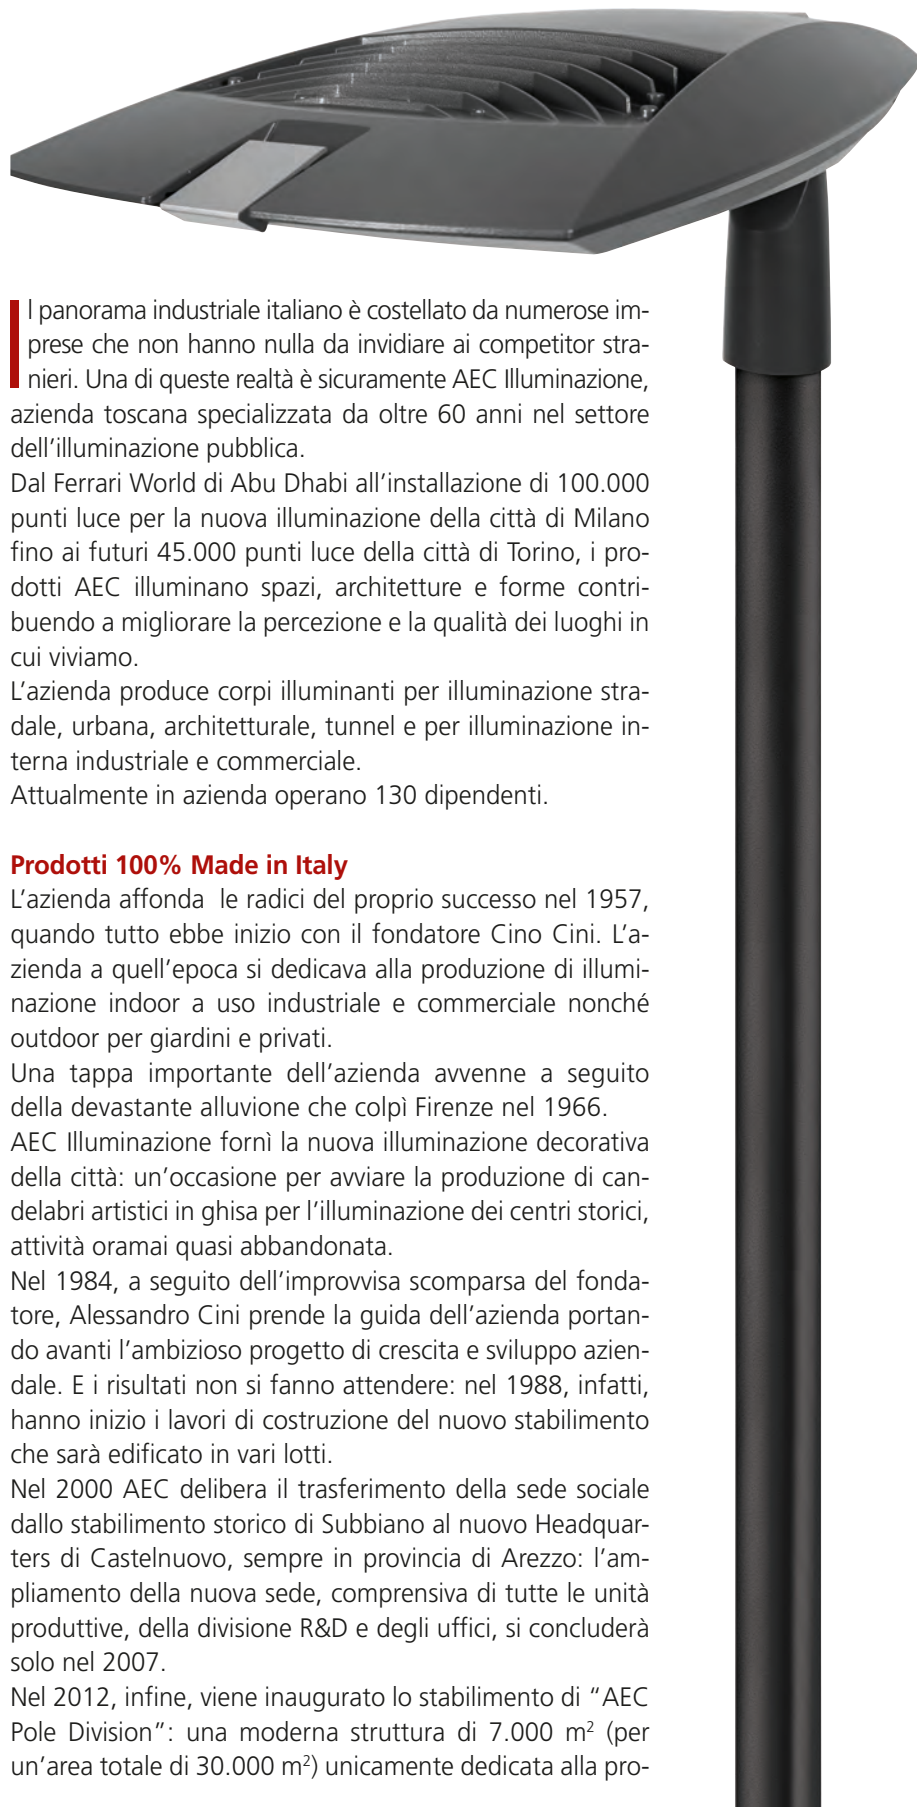 Il panorama industriale italiano è costellato da numerose im-
prese che non hanno nulla da invidiare ai competitor stra-
nieri. Una di queste realtà è sicuramente AEC Illuminazione,
azienda toscana specializzata da oltre 60 anni nel settore
dell’illuminazione pubblica.
Dal Ferrari World di Abu Dhabi all’installazione di 100.000
punti luce per la nuova illuminazione della città di Milano
fino ai futuri 45.000 punti luce della città di Torino, i pro-
dotti AEC illuminano spazi, architetture e forme contri-
buendo a migliorare la percezione e la qualità dei luoghi in
cui viviamo.
L’azienda produce corpi illuminanti per illuminazione stra-
dale, urbana, architetturale, tunnel e per illuminazione in-
terna industriale e commerciale.
Attualmente in azienda operano 130 dipendenti.
Prodotti 100% Made in Italy
L’azienda affonda le radici del proprio successo nel 1957,
quando tutto ebbe inizio con il fondatore Cino Cini. L’a-
zienda a quell’epoca si dedicava alla produzione di illumi-
nazione indoor a uso industriale e commerciale nonché
outdoor per giardini e privati.
Una tappa importante dell’azienda avvenne a seguito
della devastante alluvione che colpì Firenze nel 1966.
AEC Illuminazione fornì la nuova illuminazione decorativa
della città: un’occasione per avviare la produzione di can-
delabri artistici in ghisa per l’illuminazione dei centri storici,
attività oramai quasi abbandonata.
Nel 1984, a seguito dell’improvvisa scomparsa del fonda-
tore, Alessandro Cini prende la guida dell’azienda portan-
do avanti l’ambizioso progetto di crescita e sviluppo azien-
dale. E i risultati non si fanno attendere: nel 1988, infatti,
hanno inizio i lavori di costruzione del nuovo stabilimento
che sarà edificato in vari lotti.
Nel 2000 AEC delibera il trasferimento della sede sociale
dallo stabilimento storico di Subbiano al nuovo Headquar-
ters di Castelnuovo, sempre in provincia di Arezzo: l’am-
pliamento della nuova sede, comprensiva di tutte le unità
produttive, della divisione R&D e degli uffici, si concluderà
solo nel 2007.
Nel 2012, infine, viene inaugurato lo stabilimento di “AEC
Pole Division”: una moderna struttura di 7.000 m² (per
un’area totale di 30.000 m²) unicamente dedicata alla pro-